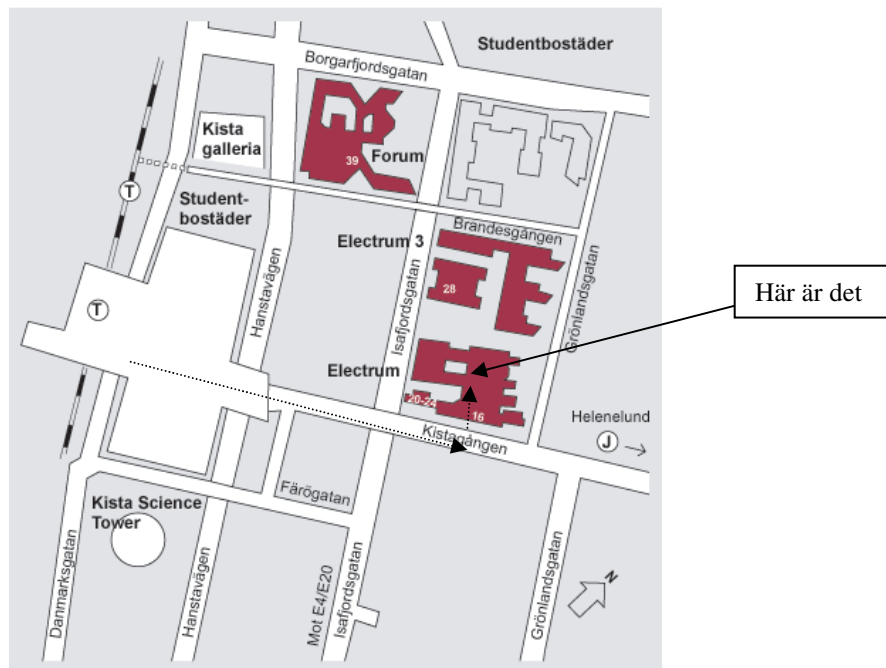 Studentbostäder
Borgarfjordsgatan
Kista
galleria
39
Forum
T
Student-
bostäder
Brandesgången
Electrum 3
28
Hanstavägen
Isafjordsgatan
Grönlandsgatan
Här är det
T
Electrum
20-24
16
Kistagången
Helenelund
J
Färögatan
Kista Science
Tower
Danmarksgatan
Hanstavägen
Mot E4/E20
Isafjordsgatan
Grönlandsgatan
N